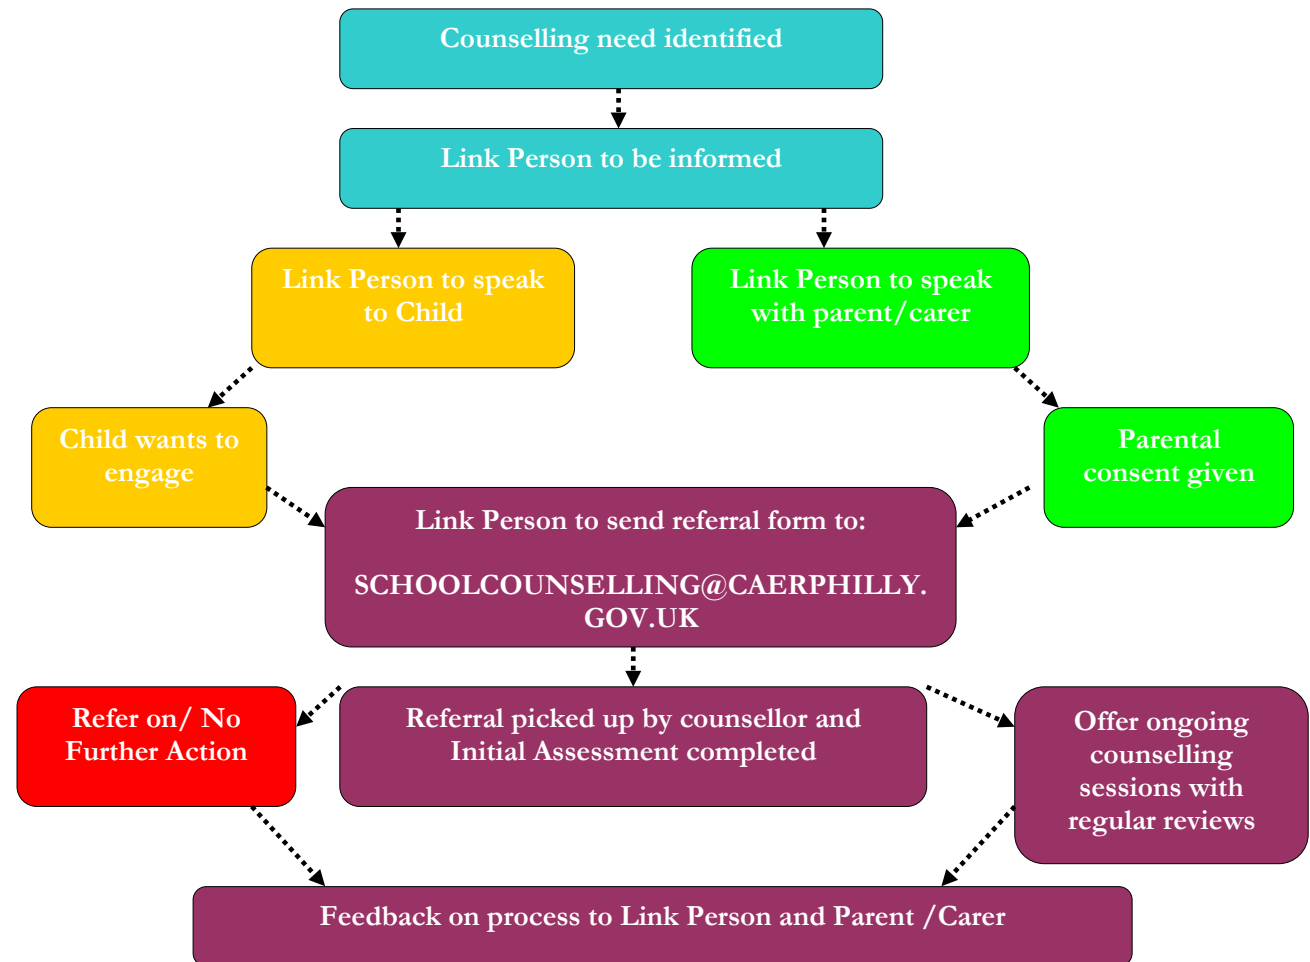 Counselling need identified
Link Person to be informed
Link Person to speak
to Child
Link Person to speak
with parent/carer
Child wants to
engage
Parental
consent given
Link Person to send referral form to:
SCHOOLCOUNSELLING@CAERPHILLY.
GOV.UK
Refer on/ No
Further Action
Referral picked up by counsellor and
Initial Assessment completed
Offer ongoing
counselling
sessions with
regular reviews
Feedback on process to Link Person and Parent /Carer